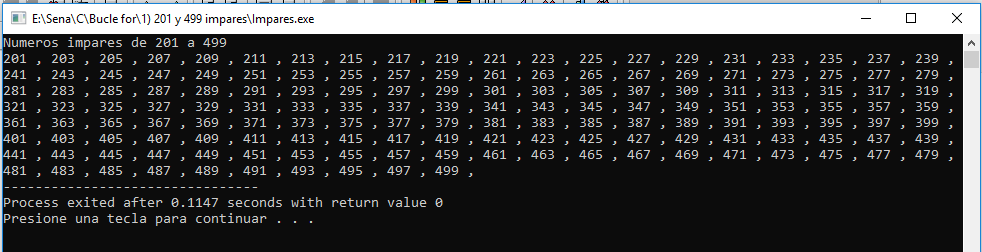 E:\Sena\C\Bucle for\1) 201 y 499 impares\Impares.exe
Numeros impares de 201 a 499
201 , 203 , 205 , 207 , 209 , 211 , 213 , 215 , 217 , 219 , 221 , 223 , 225 , 227 , 229 , 231 , 233 , 235 , 237 , 239 ,
241 , 243 , 245 , 247 , 249 , 251 , 253 , 255 , 257 , 259 , 261 , 263 , 265 , 267 , 269 , 271 , 273 , 275 , 277 , 279 ,
281 , 283 , 285 , 287 , 289 , 291 , 293 , 295 , 297 , 299 , 301 , 303 , 305 , 307 , 309 , 311 , 313 , 315 , 317 , 319 ,
321 , 323 , 325 , 327 , 329 , 331 , 333 , 335 , 337 , 339 , 341 , 343 , 345 , 347 , 349 , 351 , 353 , 355 , 357 , 359 ,
361 , 363 , 365 , 367 , 369 , 371 , 373 , 375 , 377 , 379 , 381 , 383 , 385 , 387 , 389 , 391 , 393 , 395 , 397 , 399 ,
401 , 403 , 405 , 407 , 409 , 411 , 413 , 415 , 417 , 419 , 421 , 423 , 425 , 427 , 429 , 431 , 433 , 435 , 437 , 439 ,
441 , 443 , 445 , 447 , 449 , 451 , 453 , 455 , 457 , 459 , 461 , 463 , 465 , 467 , 469 , 471 , 473 , 475 , 477 , 479 ,
481 , 483 , 485 , 487 , 489 , 491 , 493 , 495 , 497 , 499 ,
--------------------------------
Process exited after 0.1147 seconds with return value 0
Presione una tecla para continuar . . .